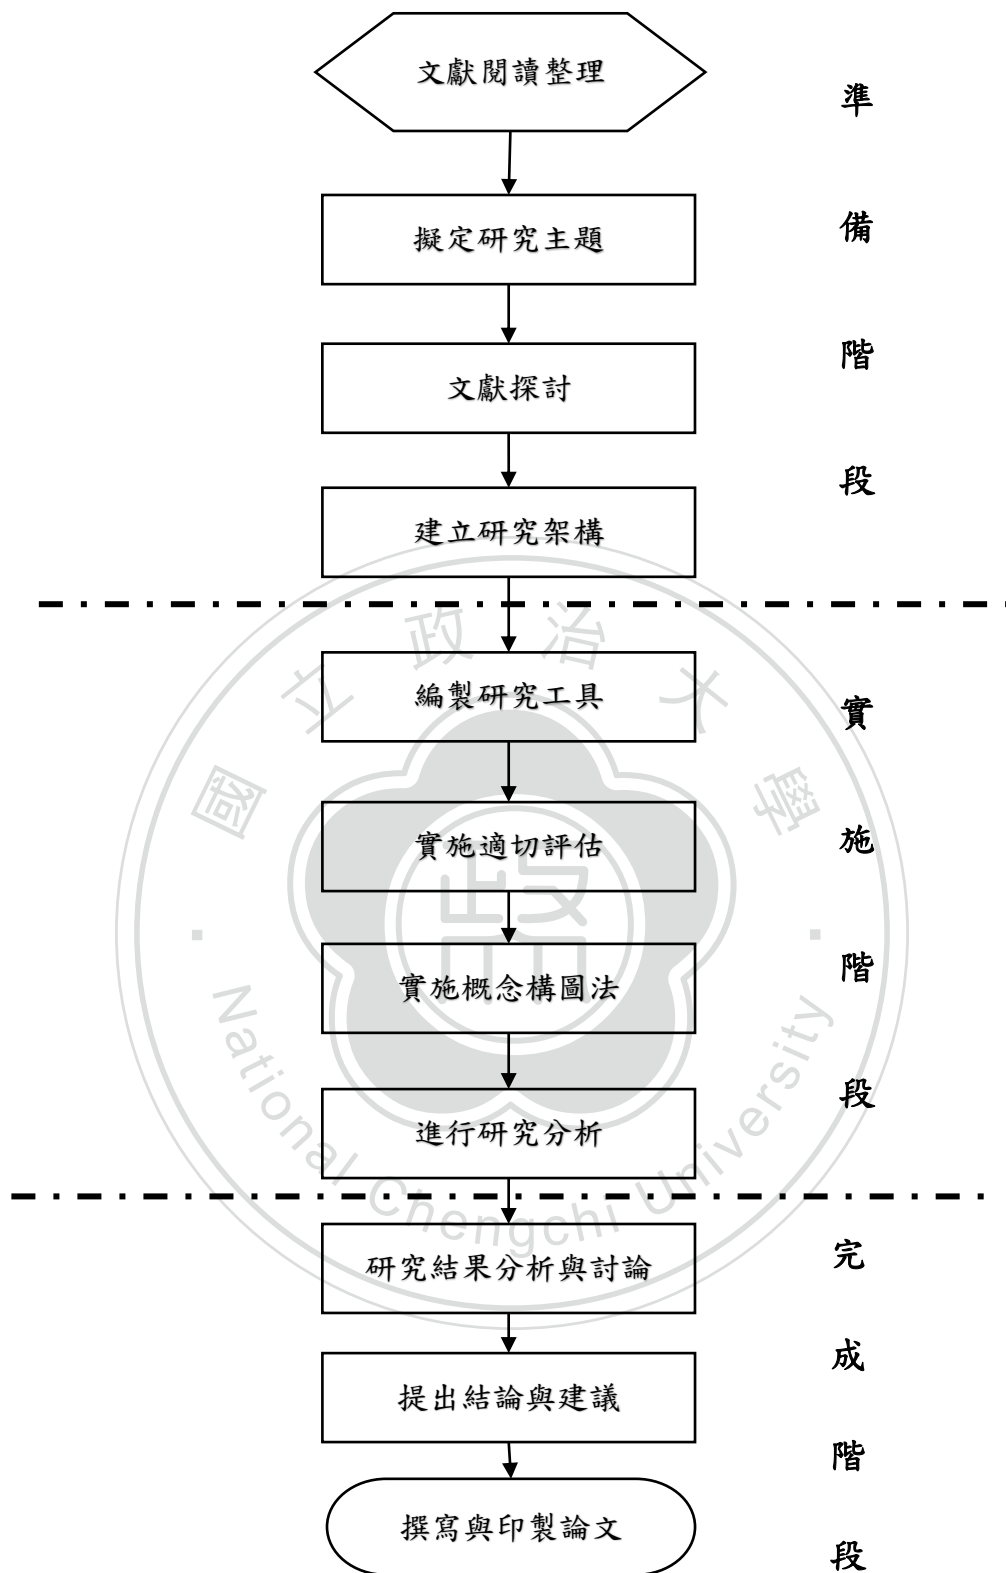 文獻閱讀整理
擬定研究主題
文獻探討
建立研究架構
準備階段
編製研究工具
實施適切評估
實施概念構圖法
進行研究分析
實施階段
研究結果分析與討論
提出結論與建議
撰寫與印製論文
完成階段
國立政治大學
National Chengchi University